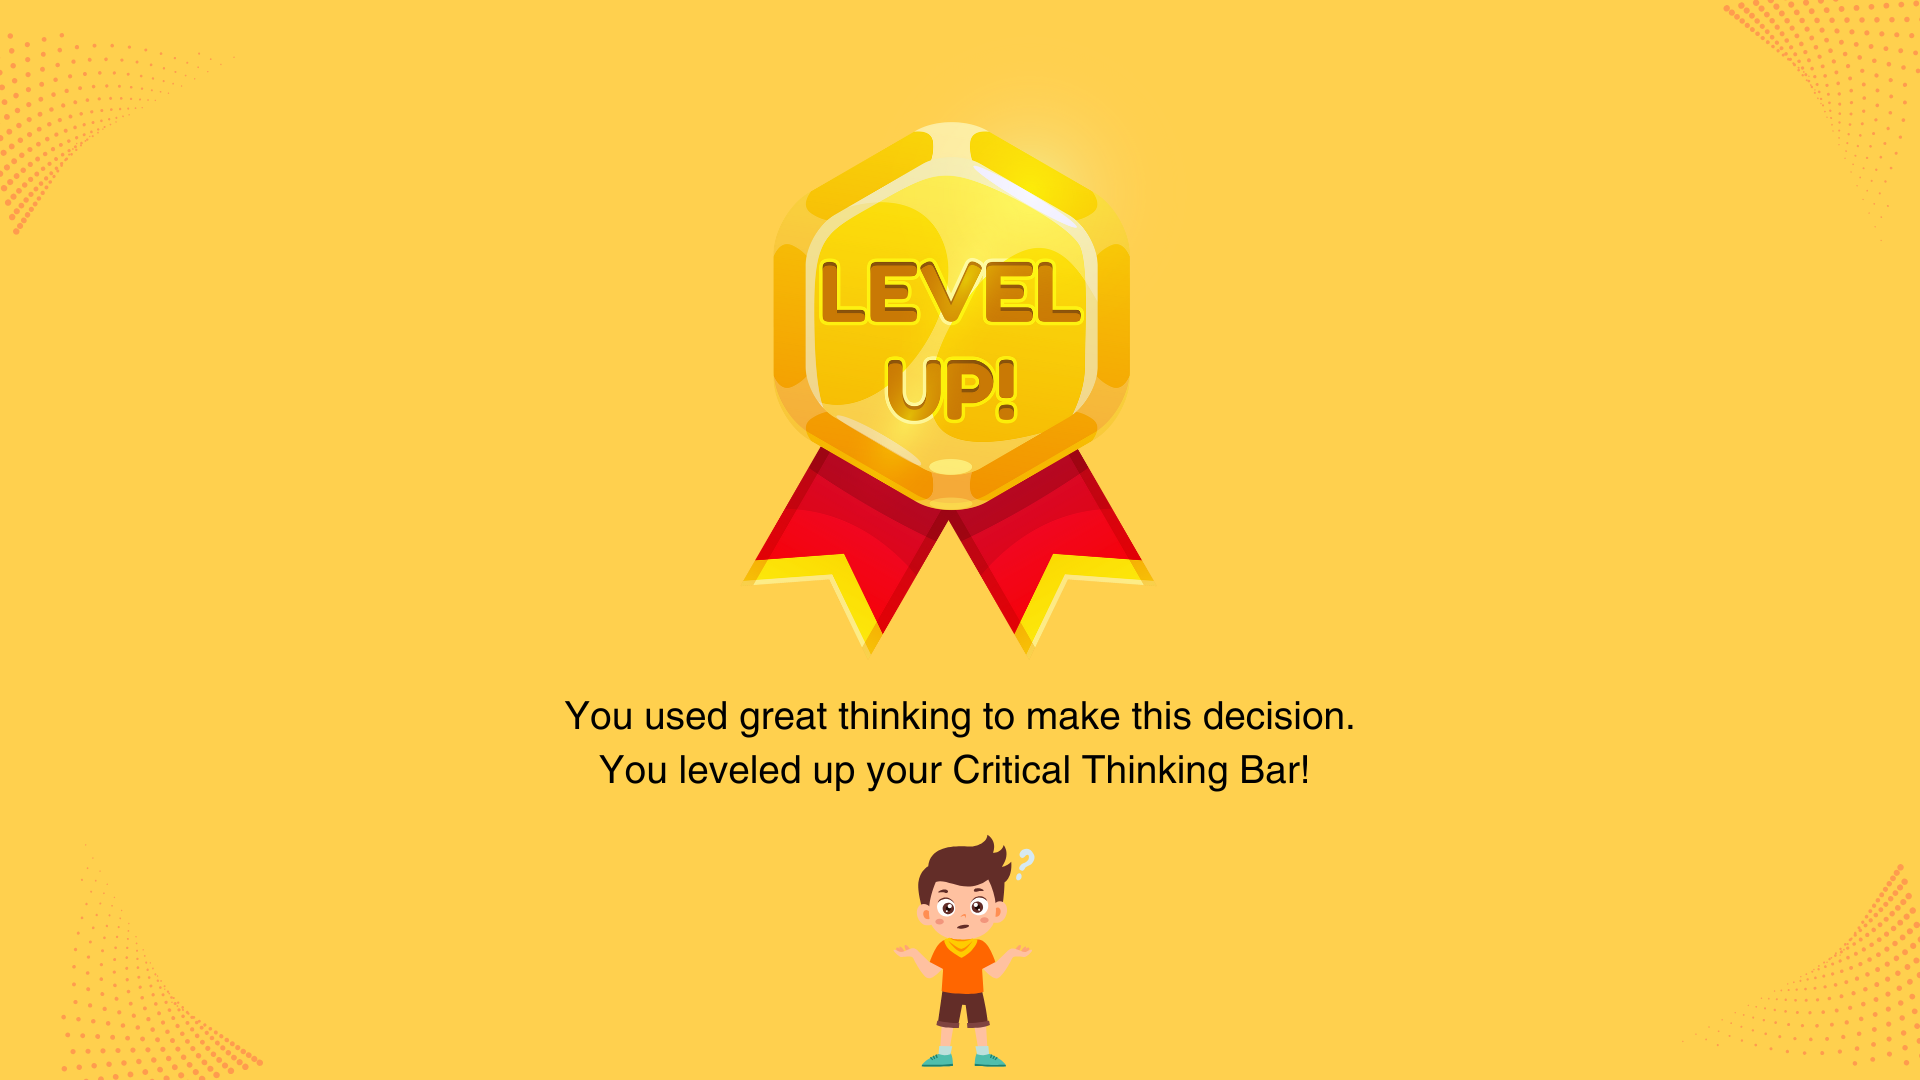 LEVEL
UP!
You used great thinking to make this decision.
You leveled up your Critical Thinking Bar!
?